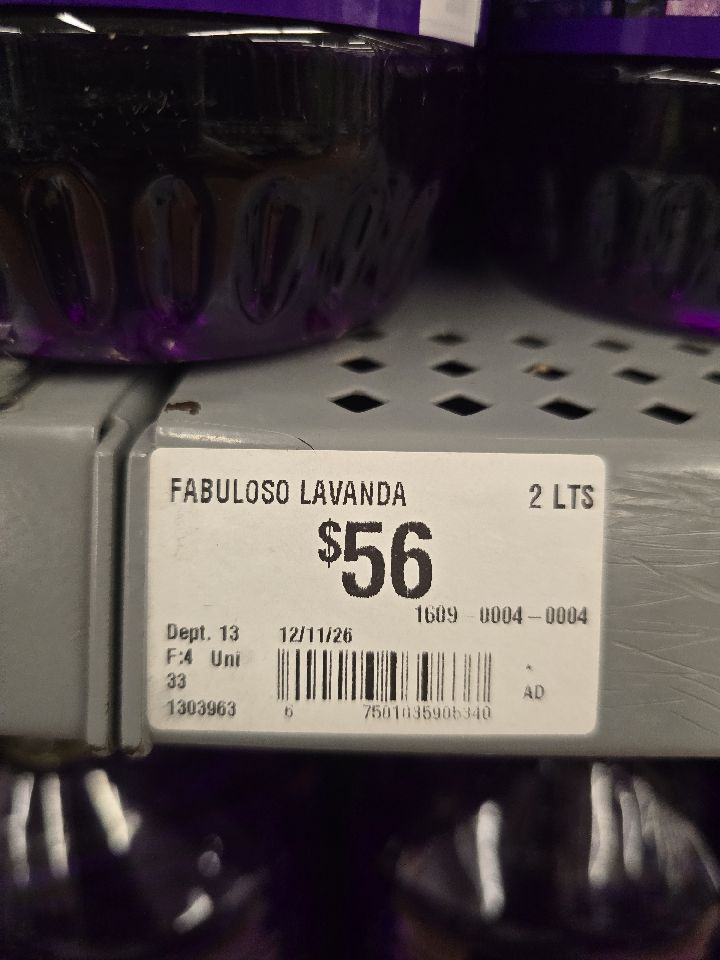 FABULOSO LAVANDA 2 LTS
$56
1609 0004-0004
Dept. 13 12/11/26
F:4 Uni
33
AD
1303963 6 7501035905340